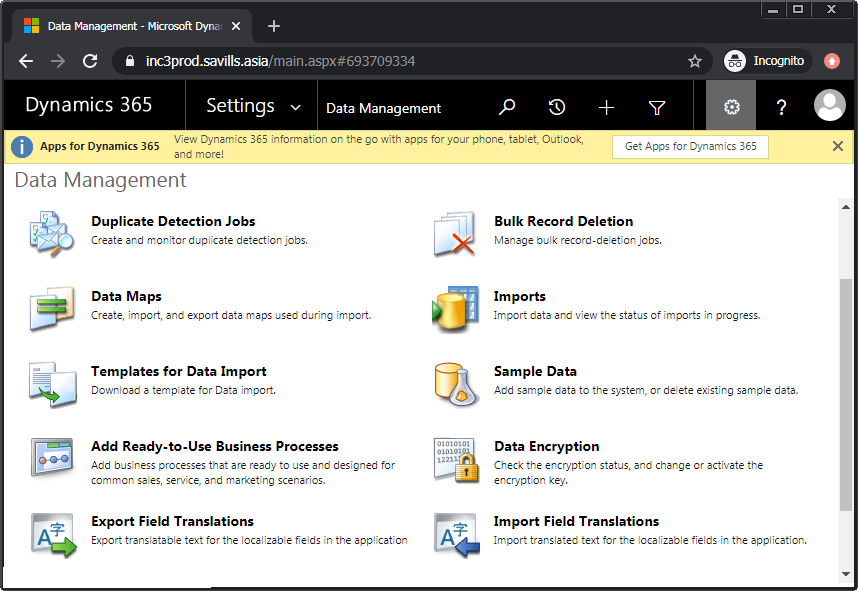 Data Management - Microsoft Dyna
inc3prod.savills.asia/main.aspx#693709334
Incognito
Dynamics 365
Settings
Data Management
?
i
Apps for Dynamics 365
View Dynamics 365 information on the go with apps for your phone, tablet, Outlook,
and more!
Get Apps for Dynamics 365
Data Management
Duplicate Detection Jobs
Create and monitor duplicate detection jobs.
Bulk Record Deletion
Manage bulk record-deletion jobs.
Data Maps
Create, import, and export data maps used during import.
Imports
Import data and view the status of imports in progress.
Templates for Data Import
Download a template for Data import.
Sample Data
Add sample data to the system, or delete existing sample data.
Add Ready-to-Use Business Processes
Add business processes that are ready to use and designed for
common sales, service, and marketing scenarios.
01010101
01010101
Data Encryption
Check the encryption status, and change or activate the
encryption key.
A字
Export Field Translations
Export translatable text for the localizable fields in the application
A字
Import Field Translations
Import translated text for the localizable fields in the application.